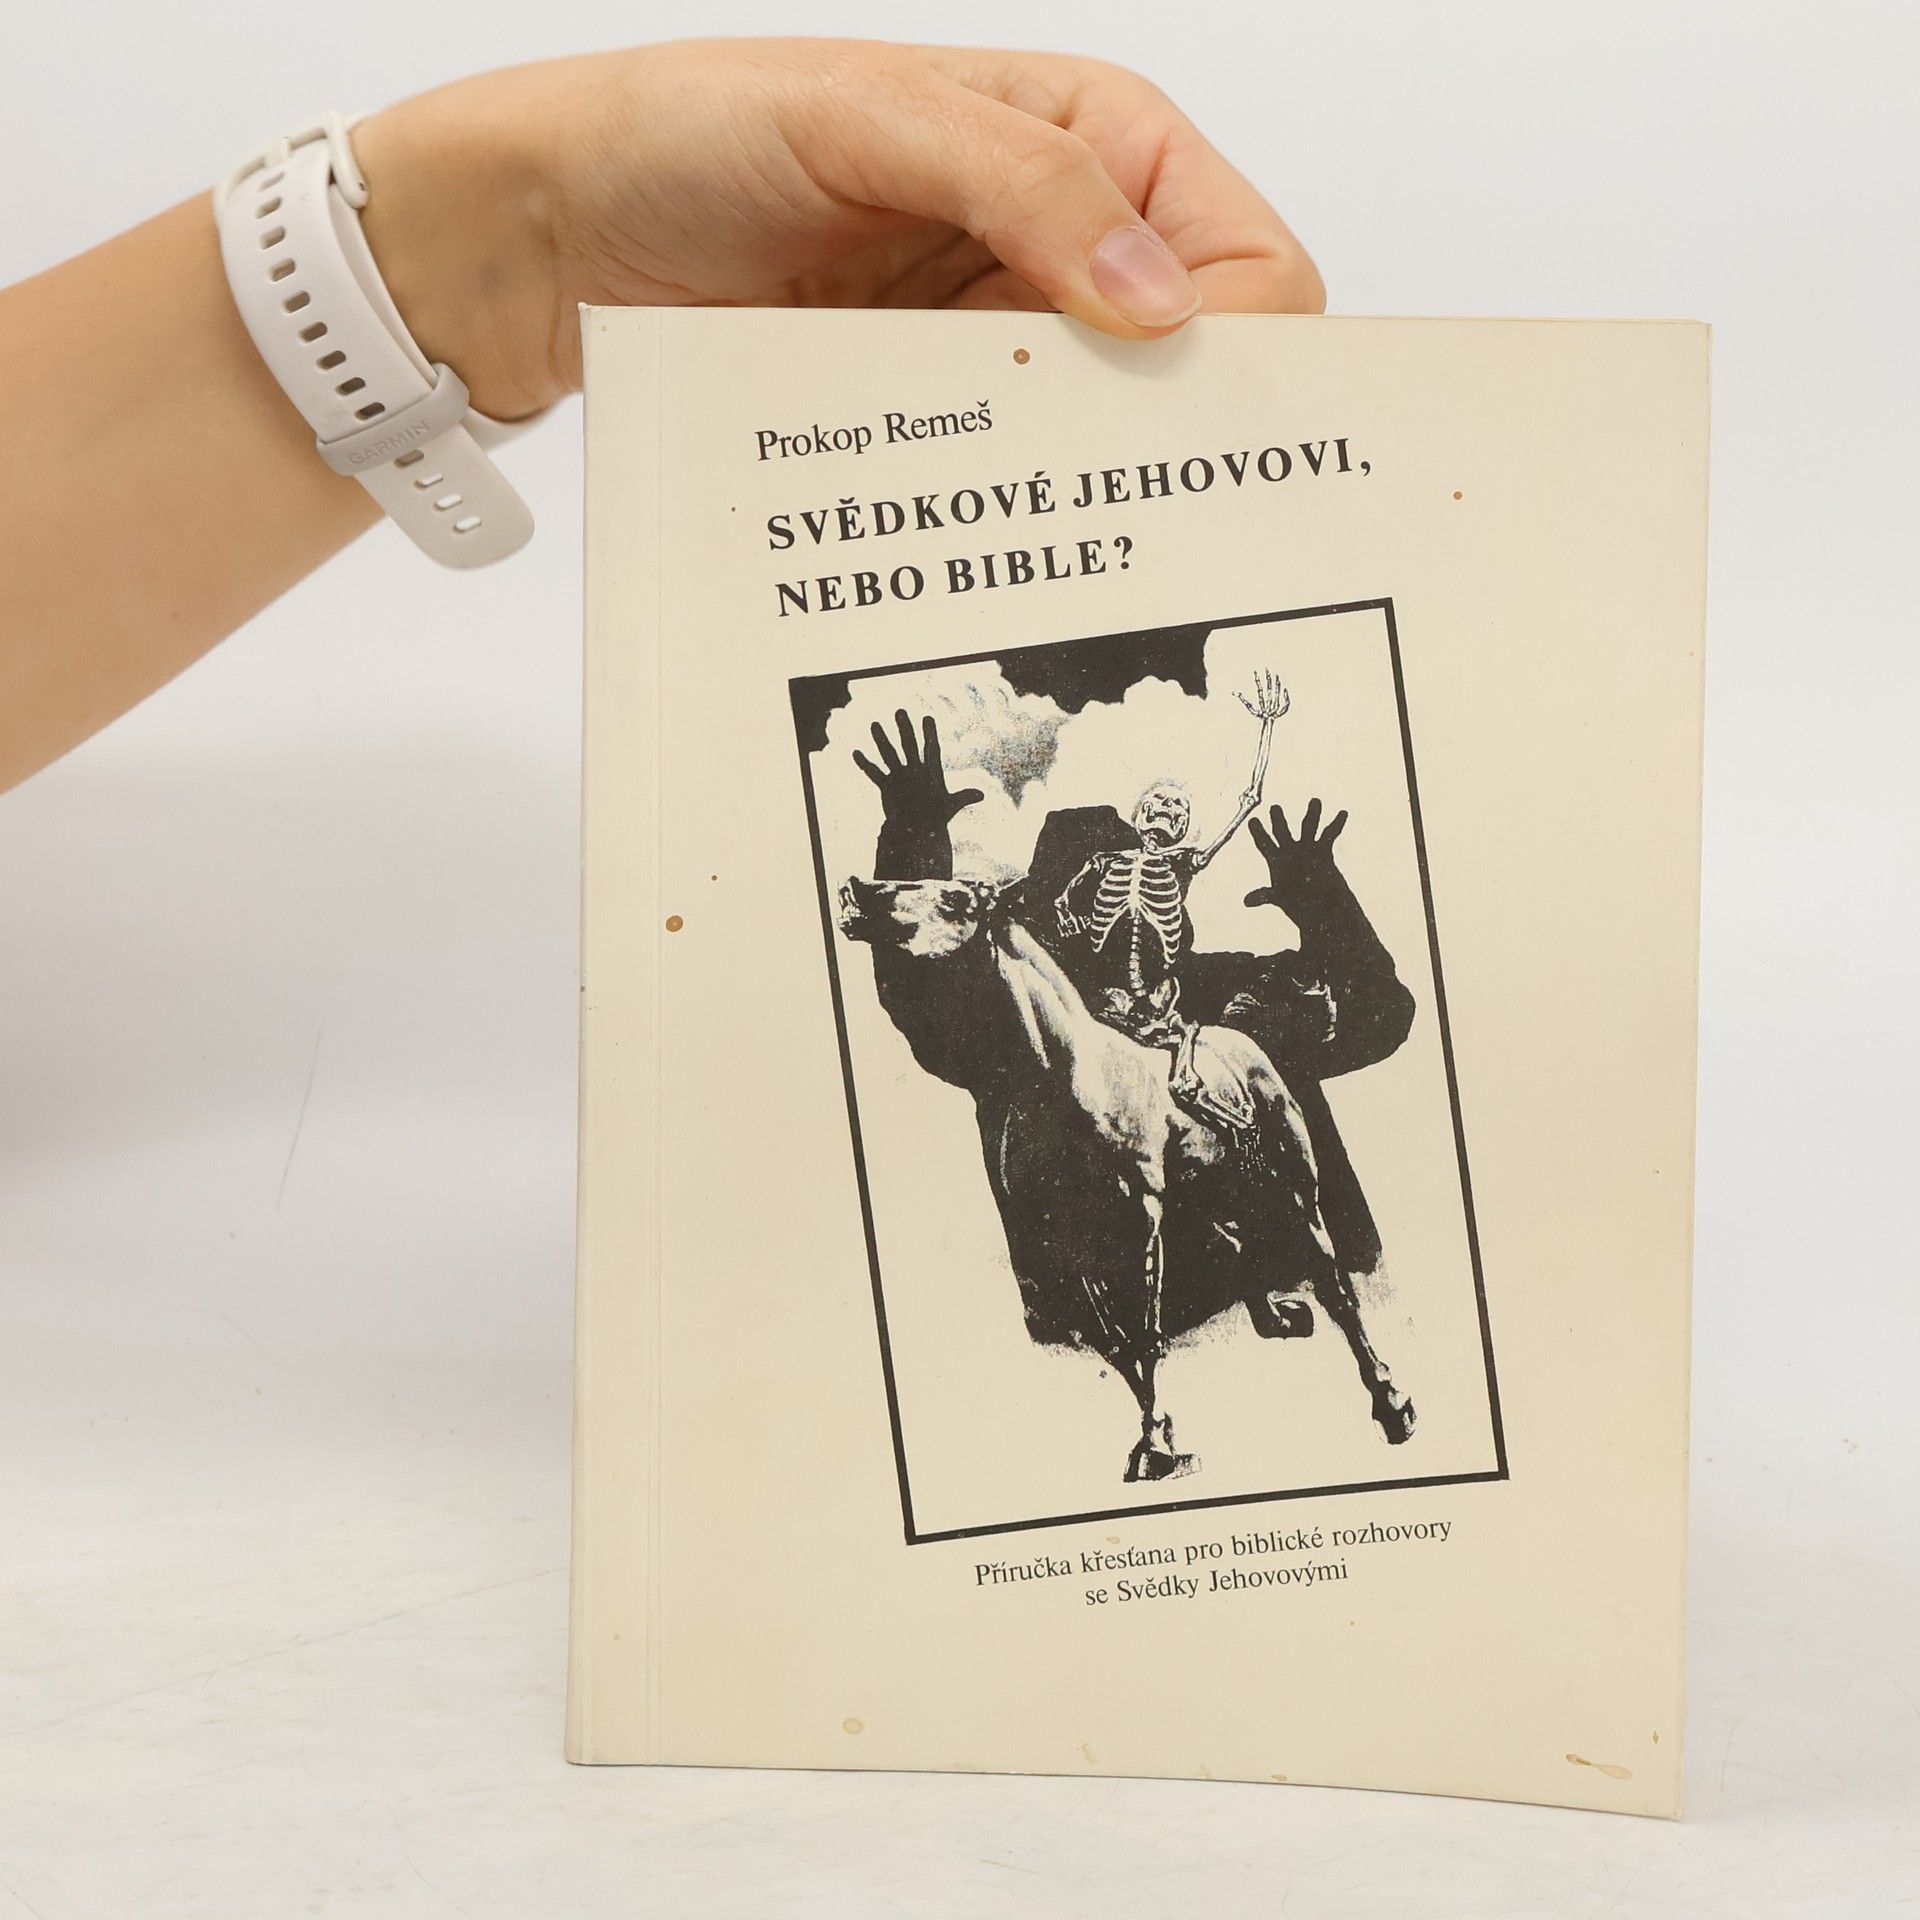 GARMIN
Prokop Remeš
SVĚDKOVÉ JEHOVOVI,
NEBO BIBLE?
Příručka křesťana pro biblické rozhovory
se Svědky Jehovovými